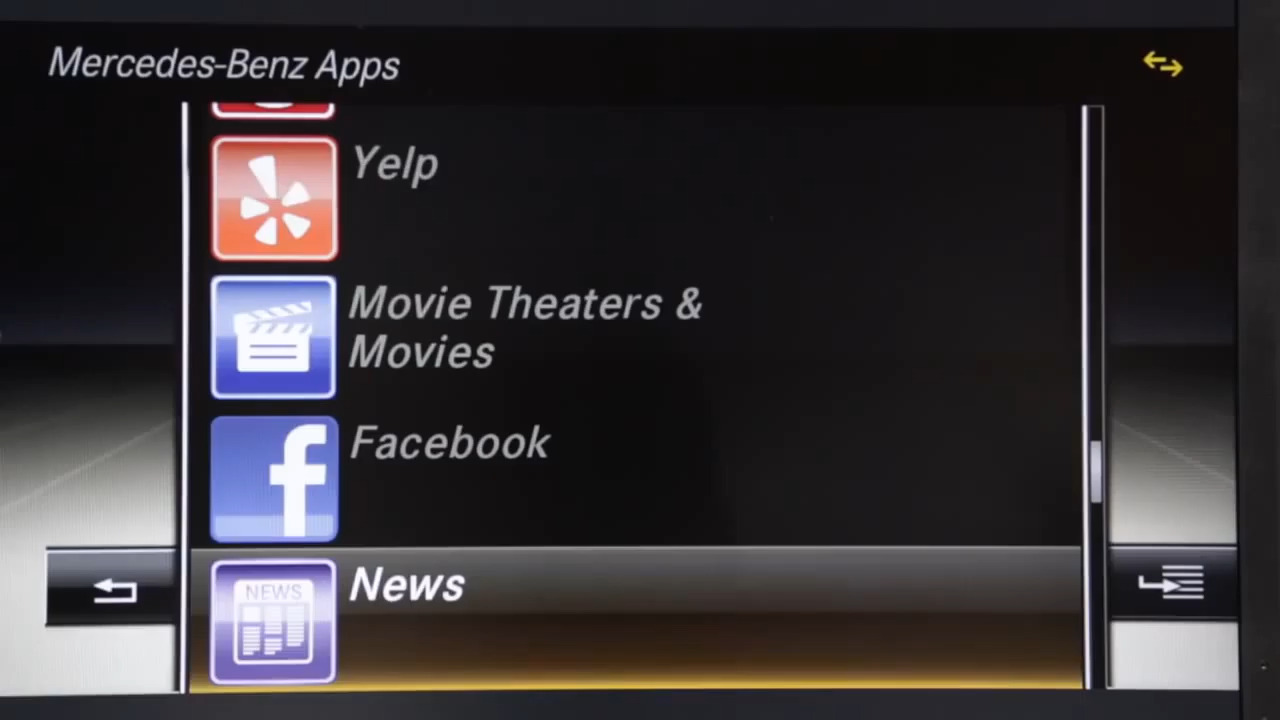 Mercedes-Benz Apps
Yelp
Movie Theaters &
Movies
f
Facebook
NEWS
News